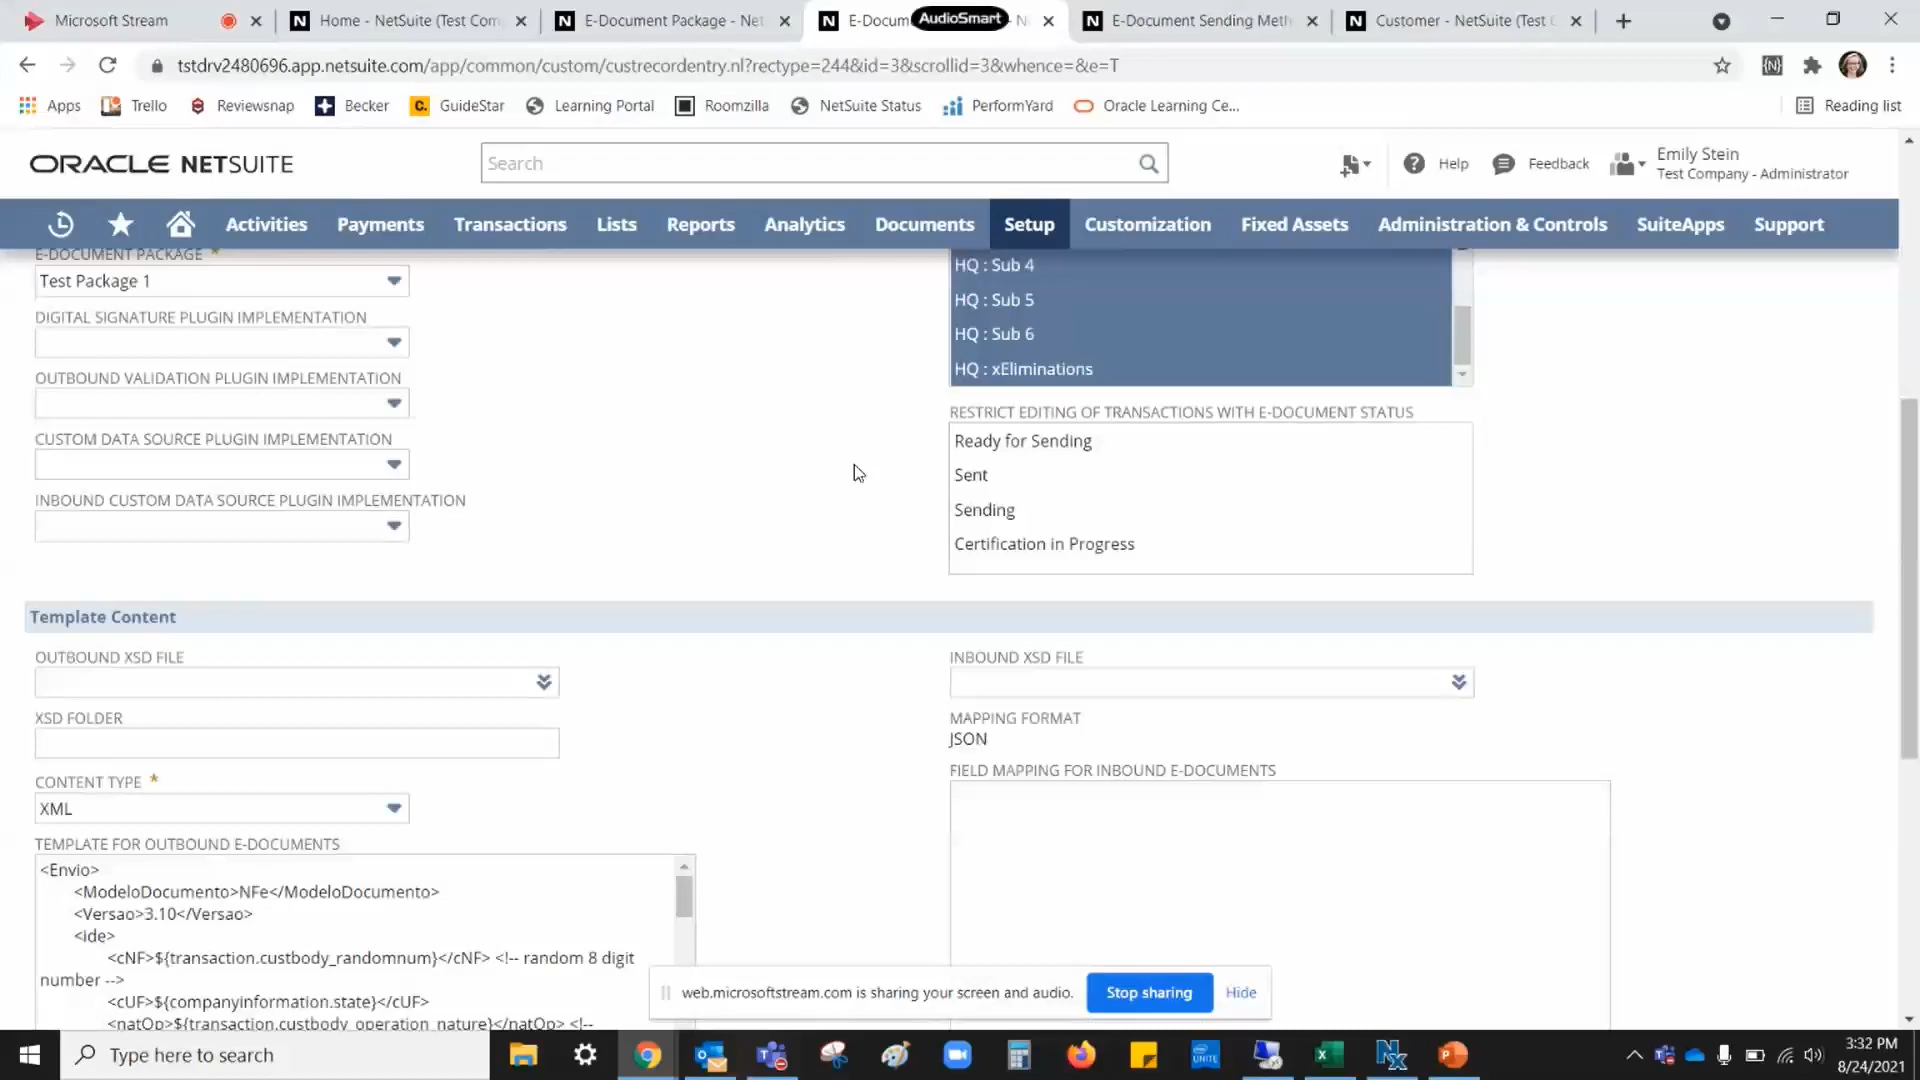 Microsoft Stream
Home - NetSuite (Test Com
E-Document Package - Net
E-Docum
AudioSmart
E-Document Sending Meth
Customer - NetSuite (Test C
tstdrv2480696.app.netsuite.com/app/common/custom/custrecordentry.nl?rectype=244&id=3&scrollid=3&whence=&e=T
Apps
Trello
Reviewsnap
Becker
GuideStar
Learning Portal
Roomzilla
NetSuite Status
PerformYard
Oracle Learning Ce...
Reading list
ORACLE NETSUITE
Search
Help
Feedback
Emily Stein
Test Company - Administrator
Activities
Payments
Transactions
Lists
Reports
Analytics
Documents
Setup
Customization
Fixed Assets
Administration & Controls
SuiteApps
Support
E-DOCUMENT PACKAGE *
Test Package 1
DIGITAL SIGNATURE PLUGIN IMPLEMENTATION
OUTBOUND VALIDATION PLUGIN IMPLEMENTATION
CUSTOM DATA SOURCE PLUGIN IMPLEMENTATION
INBOUND CUSTOM DATA SOURCE PLUGIN IMPLEMENTATION
HQ : Sub 4
HQ : Sub 5
HQ : Sub 6
HQ : xEliminations
RESTRICT EDITING OF TRANSACTIONS WITH E-DOCUMENT STATUS
Ready for Sending
Sent
Sending
Certification in Progress
Template Content
OUTBOUND XSD FILE
XSD FOLDER
CONTENT TYPE *
XML
TEMPLATE FOR OUTBOUND E-DOCUMENTS
<Envio>
<ModeloDocumento>NFe</ModeloDocumento>
<Versao>3.10</Versao>
<ide>
<cNF>${transaction.custbody_randomnum}</cNF> <!-- random 8 digit
number -->
<cUF>${companyinformation.state}</cUF>
<natOp>${transaction.custbody_operation_nature}</natOp> <!--
INBOUND XSD FILE
MAPPING FORMAT
JSON
FIELD MAPPING FOR INBOUND E-DOCUMENTS
web.microsoftstream.com is sharing your screen and audio.
Stop sharing
Hide
Type here to search
3:32 PM
8/24/2021